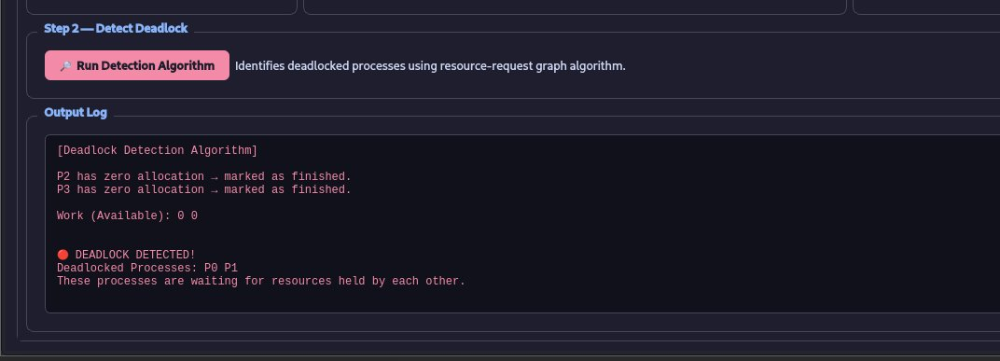 Step 2 — Detect Deadlock
🔎 Run Detection Algorithm Identifies deadlocked processes using resource-request graph algorithm.
Output Log
[Deadlock Detection Algorithm]
P2 has zero allocation → marked as finished.
P3 has zero allocation → marked as finished.
Work (Available): 0 0
🔴 DEADLOCK DETECTED!
Deadlocked Processes: P0 P1
These processes are waiting for resources held by each other.